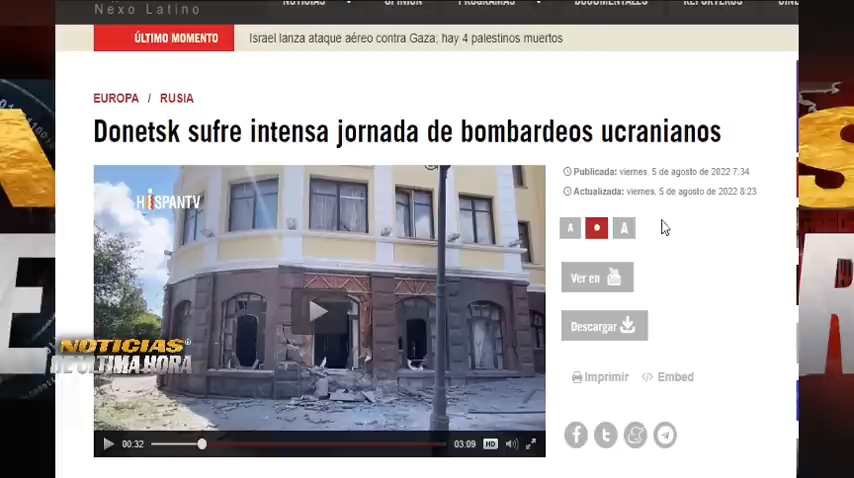 Nexo Latino
NOTICIAS OPINIÓN PROGRAMAS DOCUMENTALES REPORTEROS
ÚLTIMO MOMENTO Israel lanza ataque aéreo contra Gaza; hay 4 palestinos muertos
EUROPA / RUSIA
Donetsk sufre intensa jornada de bombardeos ucranianos
HISPANTV
Publicada: viernes, 5 de agosto de 2022 7:34
Actualizada: viernes, 5 de agosto de 2022 8:23
A A
Ver en
Descargar
Imprimir Embed
NOTICIAS®
DE ÚLTIMA HORA
00:32 03:09 HD